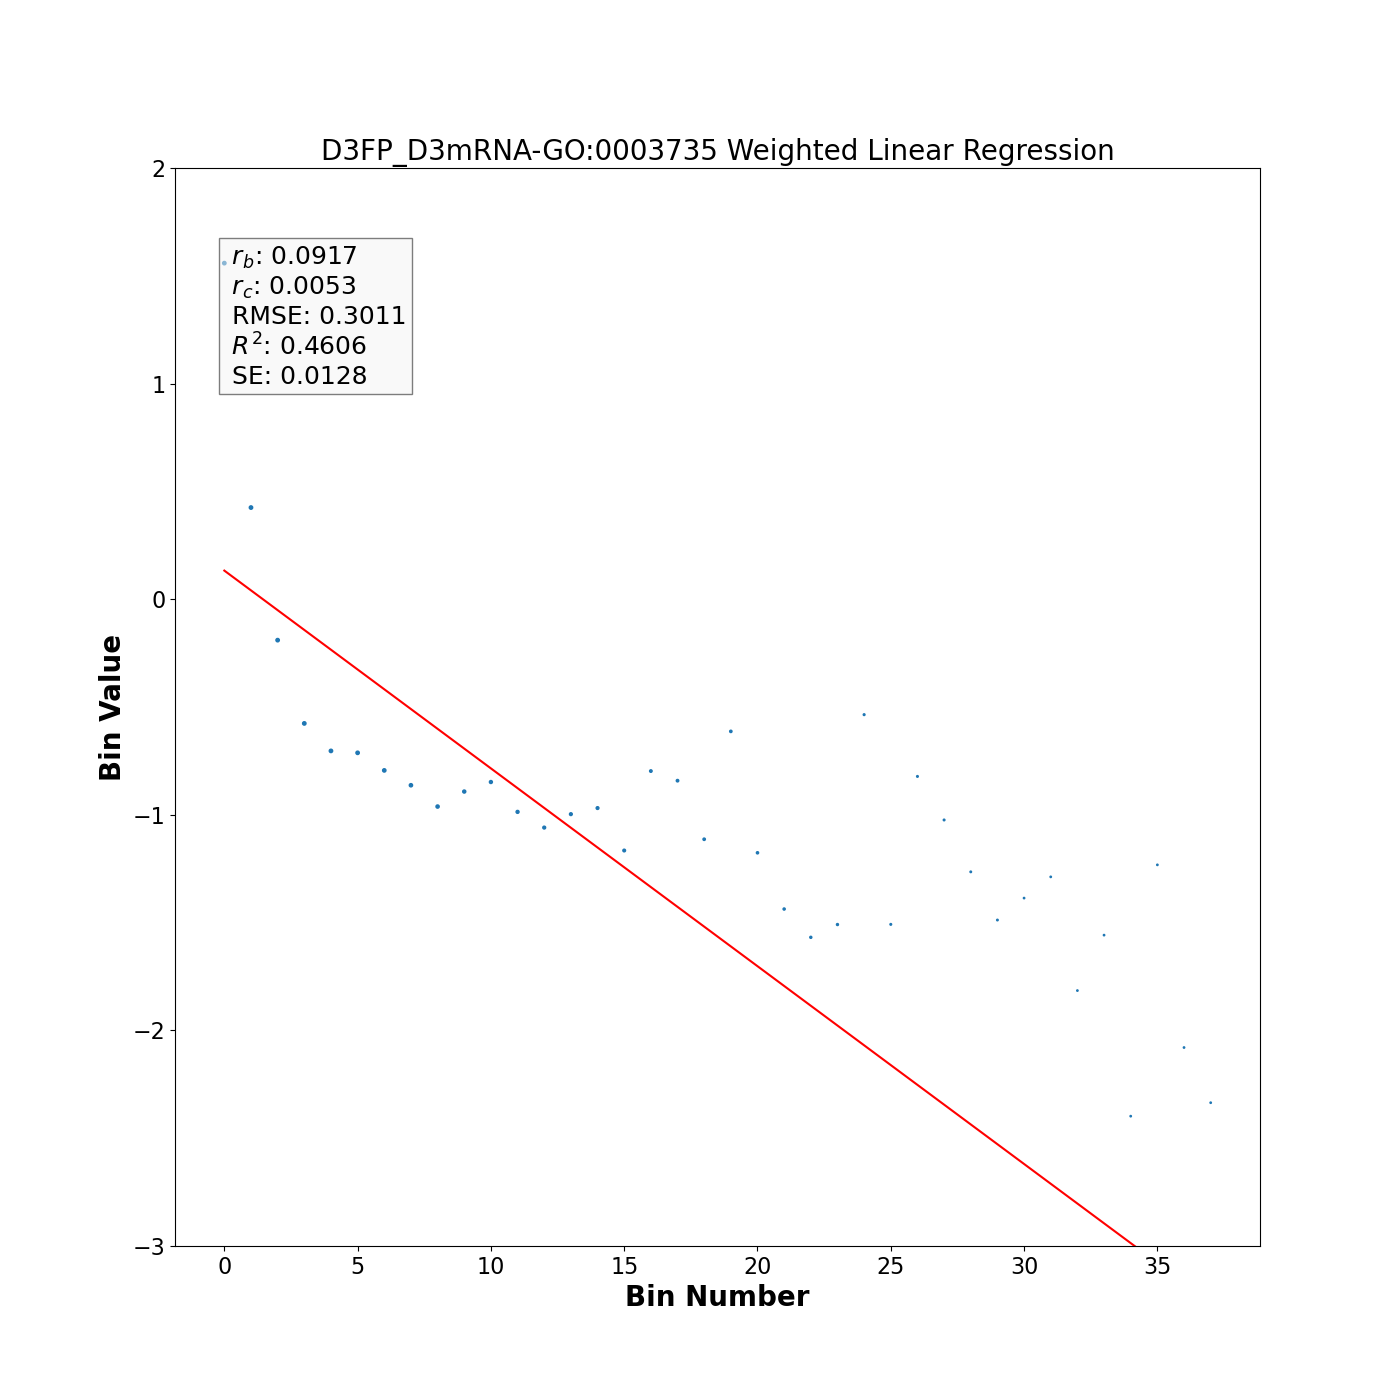 D3FP_D3mRNA-GO:0003735 Weighted Linear Regression
2
r_b: 0.0917
r_c: 0.0053
RMSE: 0.3011
R²: 0.4606
SE: 0.0128
1
0
−1
−2
−3
Bin Value
0 5 10 15 20 25 30 35
Bin Number